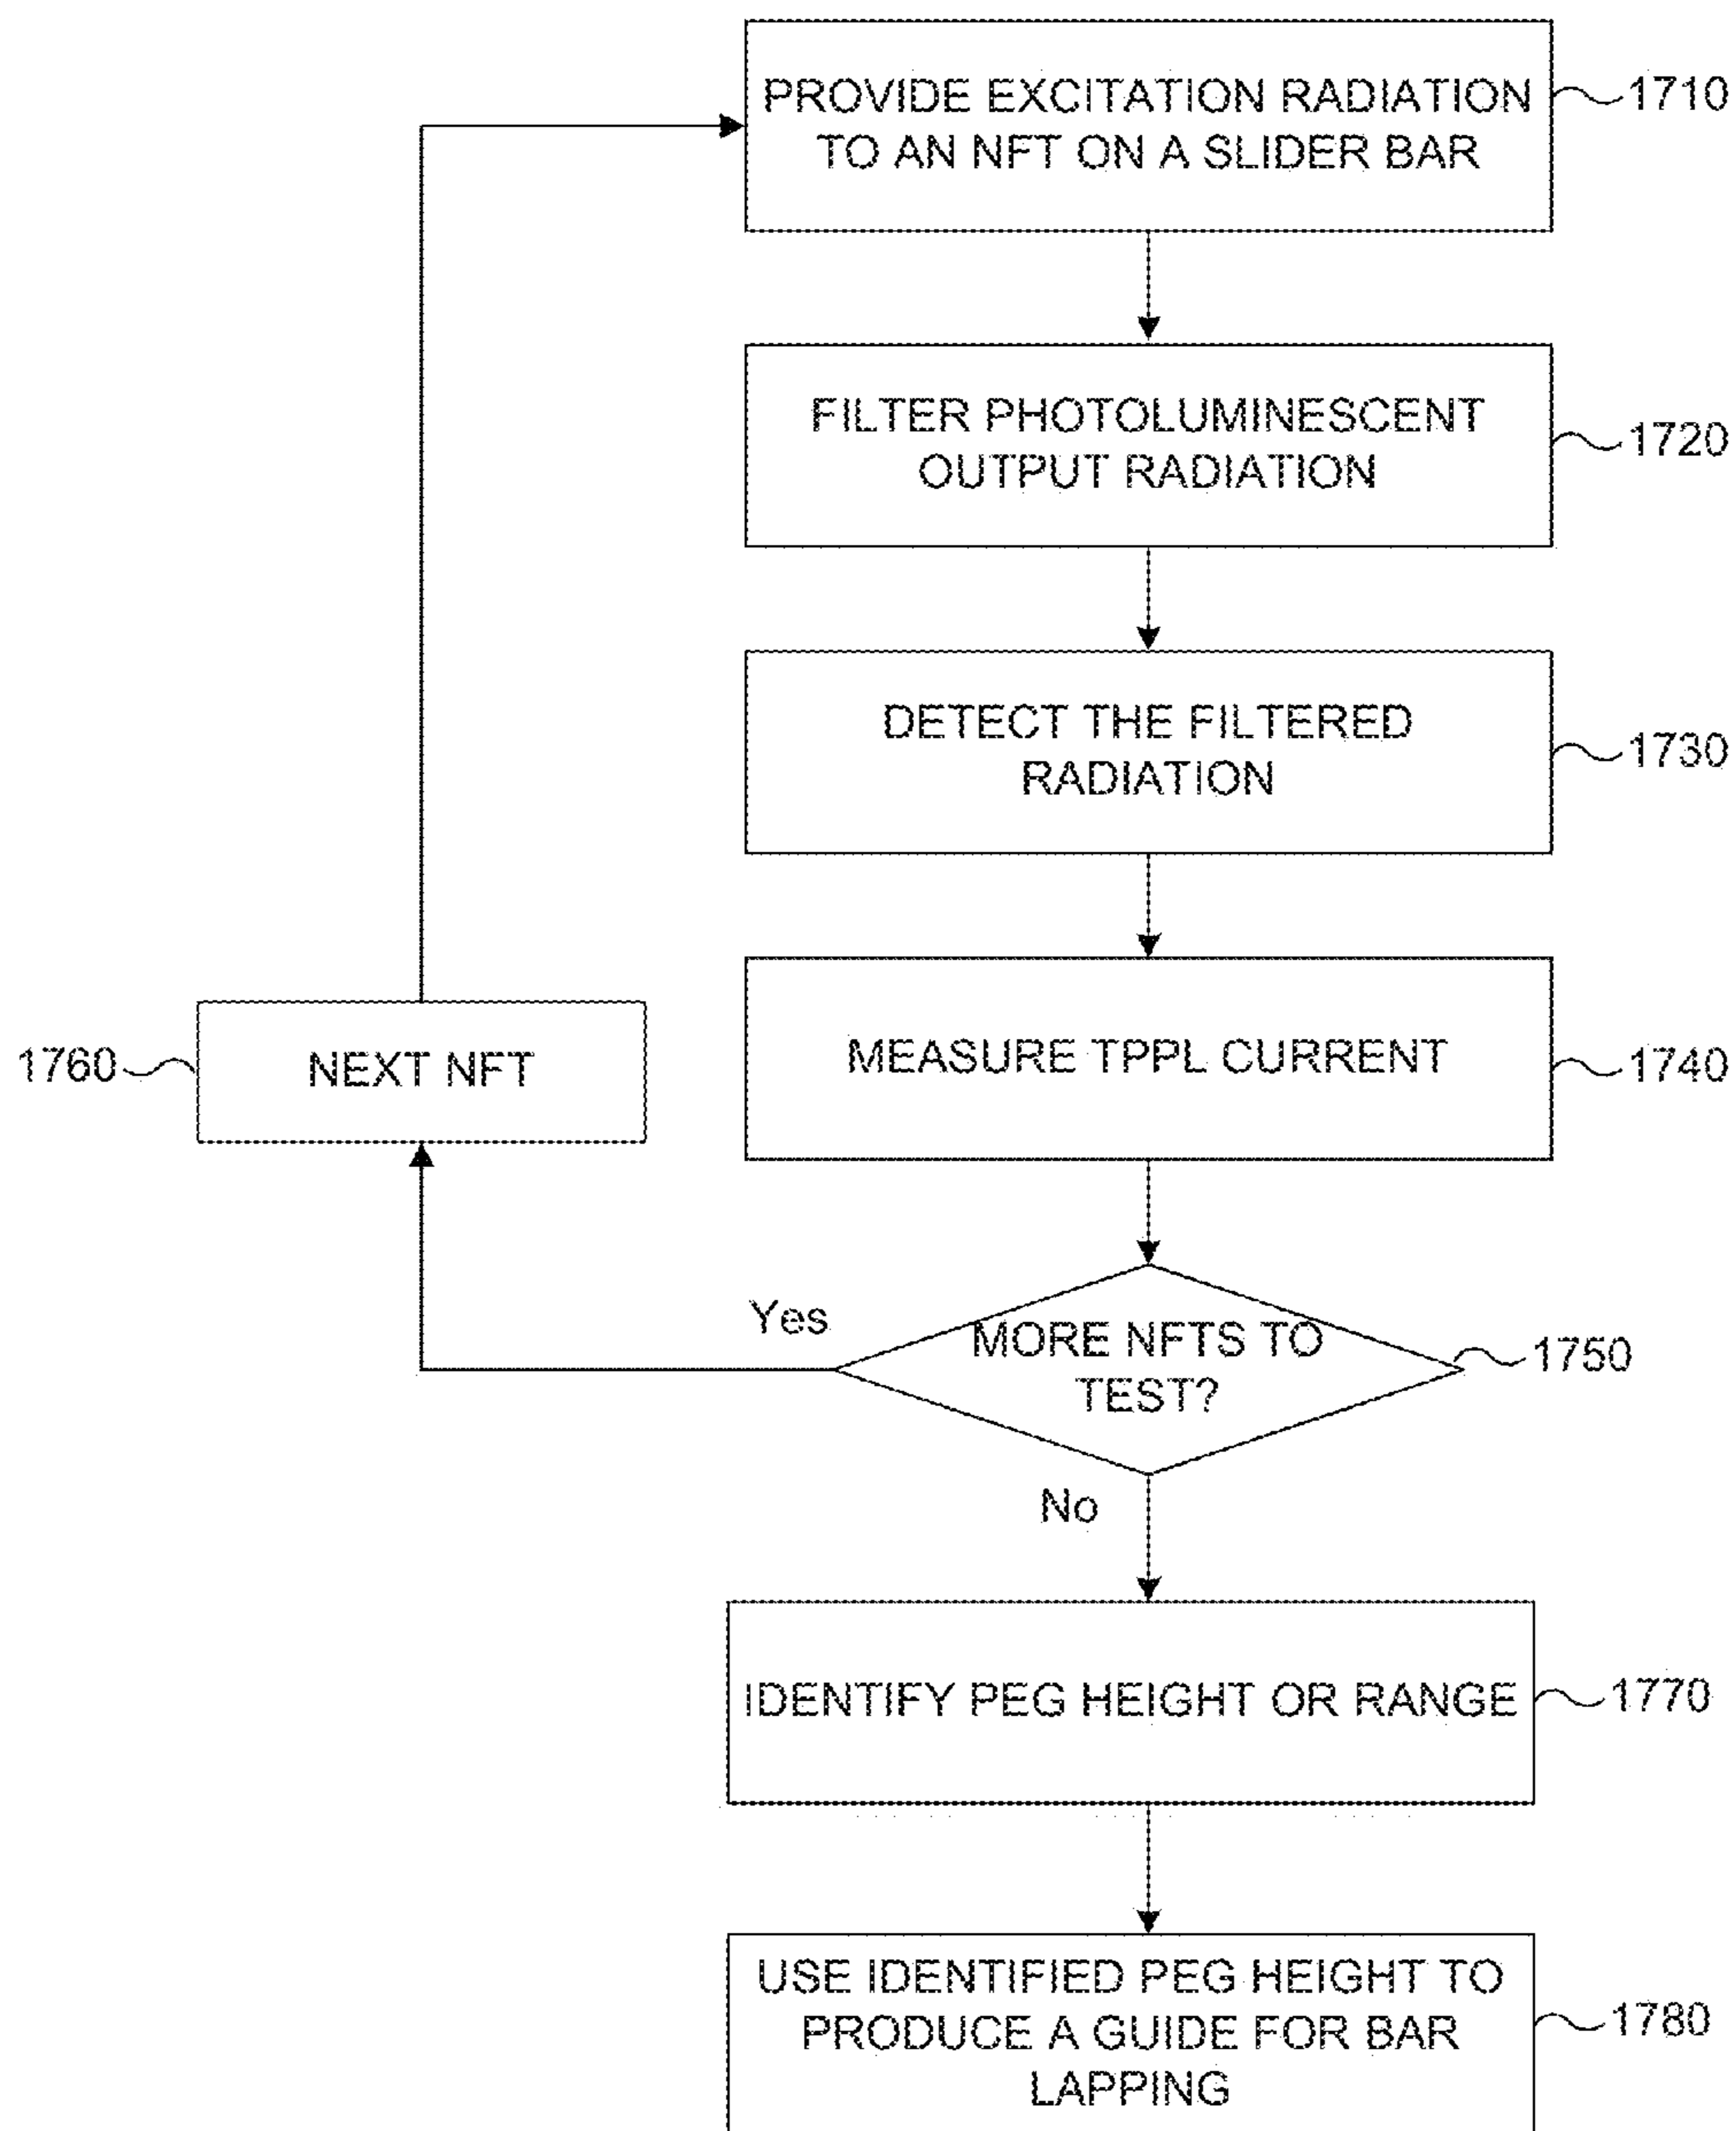 PROVIDE EXCITATION RADIATION
TO AN NFT ON A SLIDER BAR
1710
FILTER PHOTOLUMINESCENT
OUTPUT RADIATION
1720
DETECT THE FILTERED
RADIATION
1730
MEASURE TPPL CURRENT
1740
1760
NEXT NFT
Yes
MORE NFTS TO
TEST?
1750
No
IDENTIFY PEG HEIGHT OR RANGE
1770
USE IDENTIFIED PEG HEIGHT TO
PRODUCE A GUIDE FOR BAR
LAPPING
1780